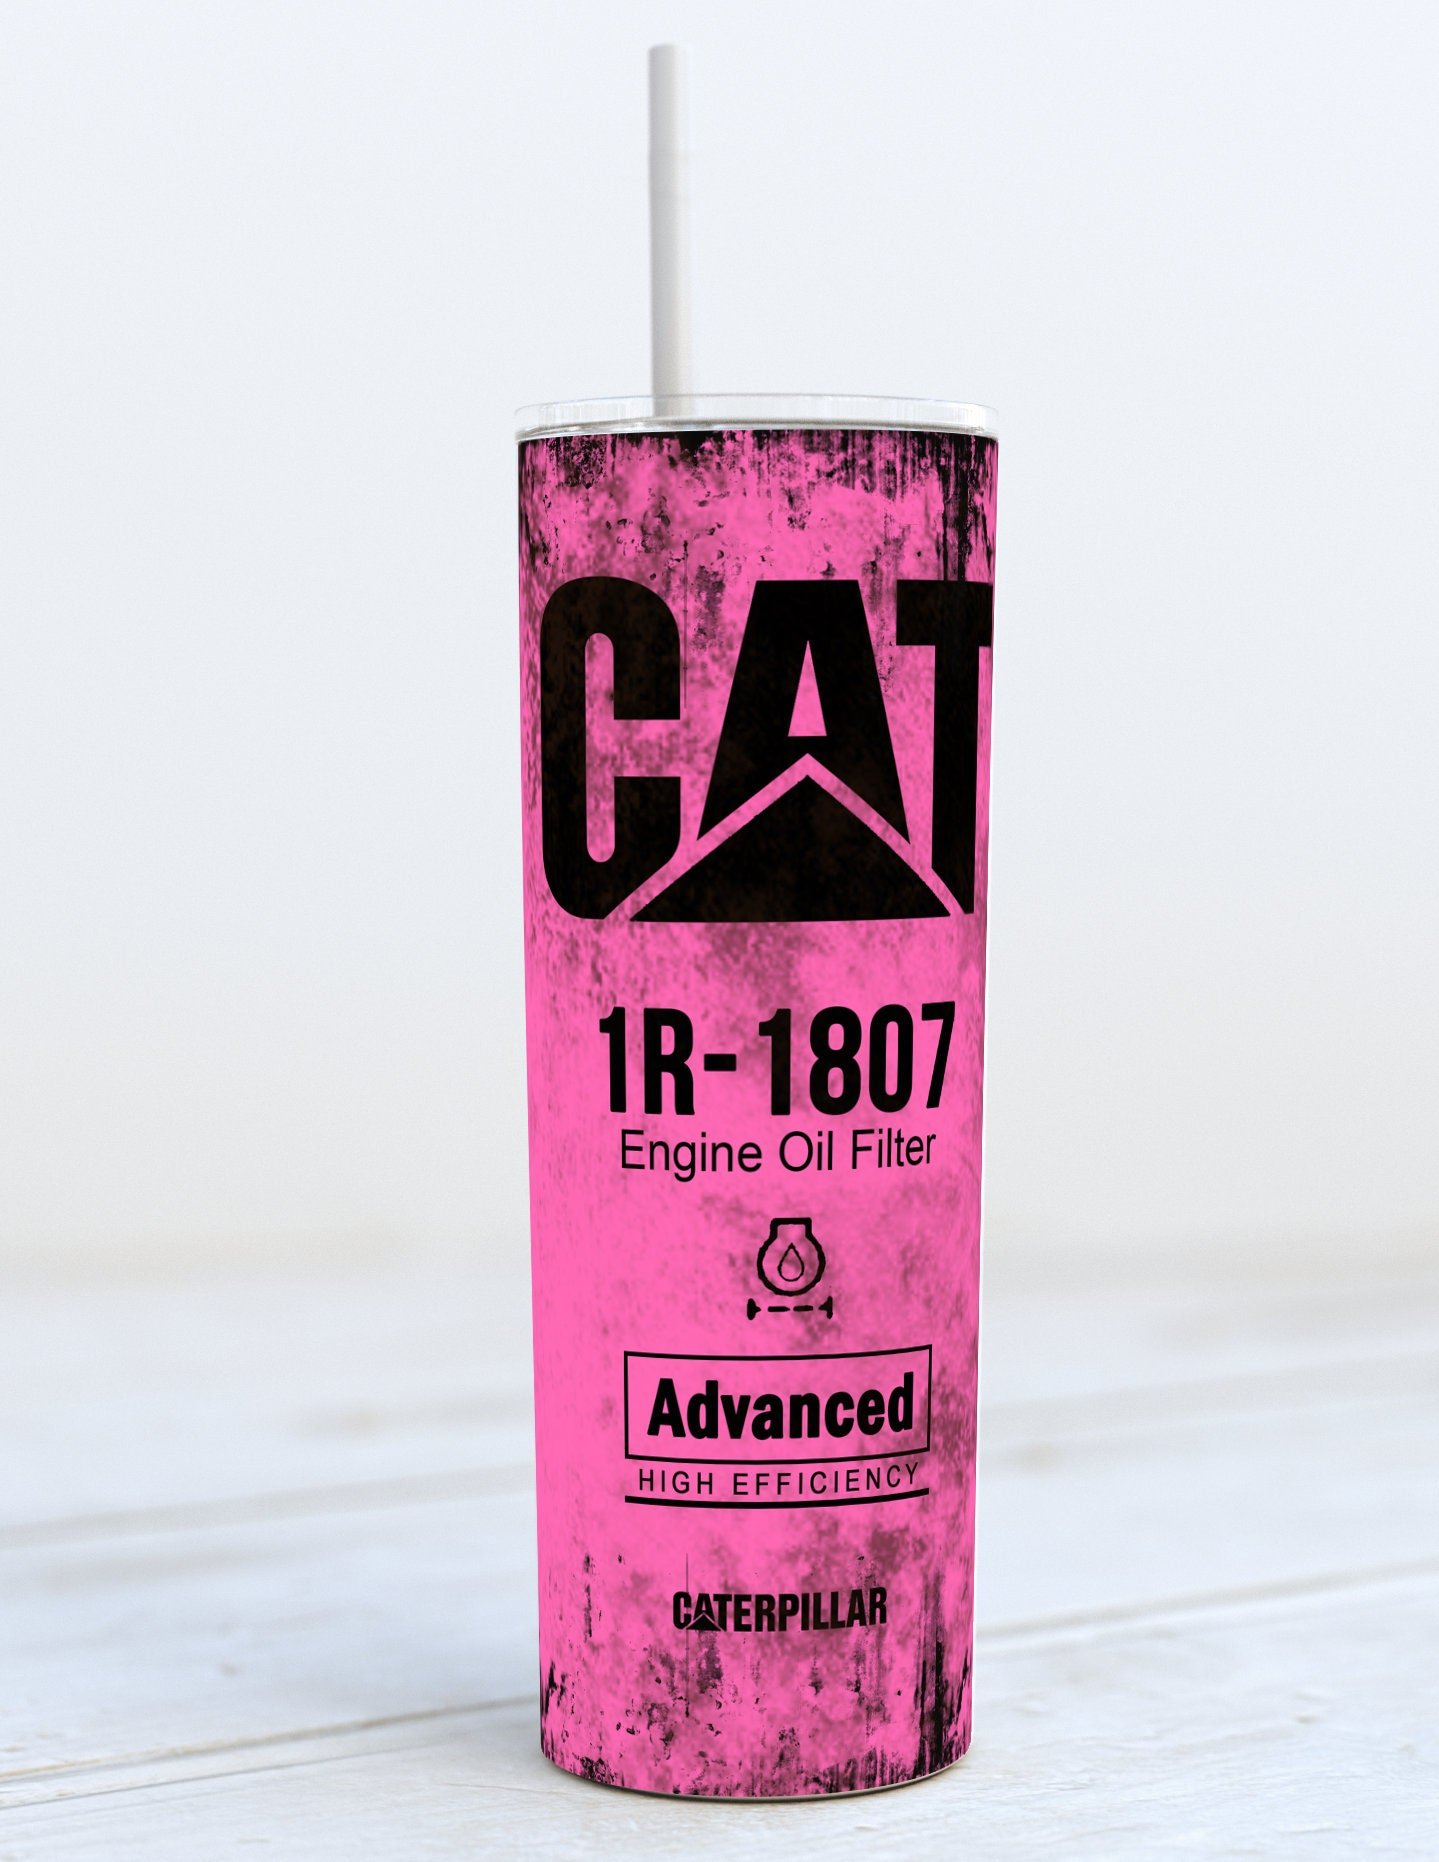 CAT
1R-1807
Engine Oil Filter
Advanced
HIGH EFFICIENCY
CATERPILLAR